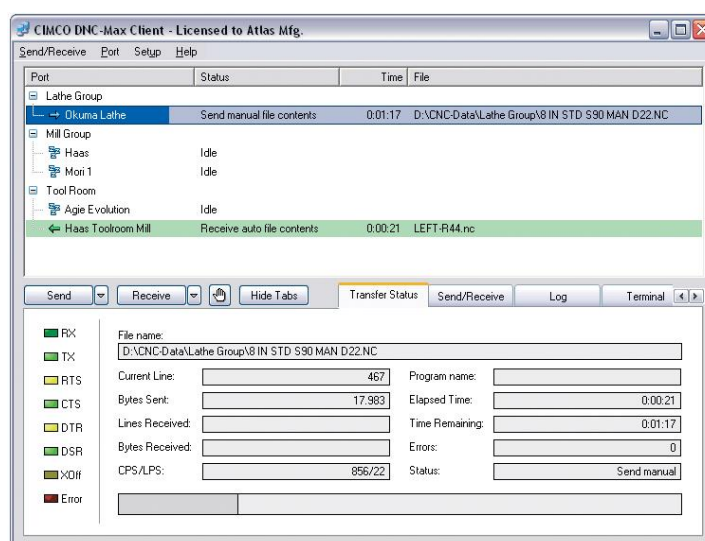 CIMCO DNC-Max Client - Licensed to Atlas Mfg.
Send/Receive Port Setup Help
Port Status Time File
Lathe Group
Okuma Lathe Send manual file contents 0:01:17 D:\CNC-Data\Lathe Group\8 IN STD S90 MAN D22.NC
Mill Group
Haas Idle
Mori 1 Idle
Tool Room
Agie Evolution Idle
Haas Toolroom Mill Receive auto file contents 0:00:21 LEFT-R44.nc
Send Receive Hide Tabs Transfer Status Send/Receive Log Terminal
RX File name:
D:\CNC-Data\Lathe Group\8 IN STD S90 MAN D22.NC
TX
RTS Current Line: 467 Program name:
CTS Bytes Sent: 17.983 Elapsed Time: 0:00:21
DTR Lines Received: Time Remaining: 0:01:17
DSR Bytes Received: Errors: 0
XOff CPS/LPS: 856/22 Status: Send manual
Error